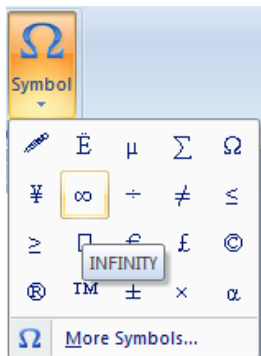 Ω
Symbol
Ë µ Σ Ω
¥ ∞ ÷ ≠ ≤
≥ £ ©
INFINITY
® ™ ± × α
Ω More Symbols...